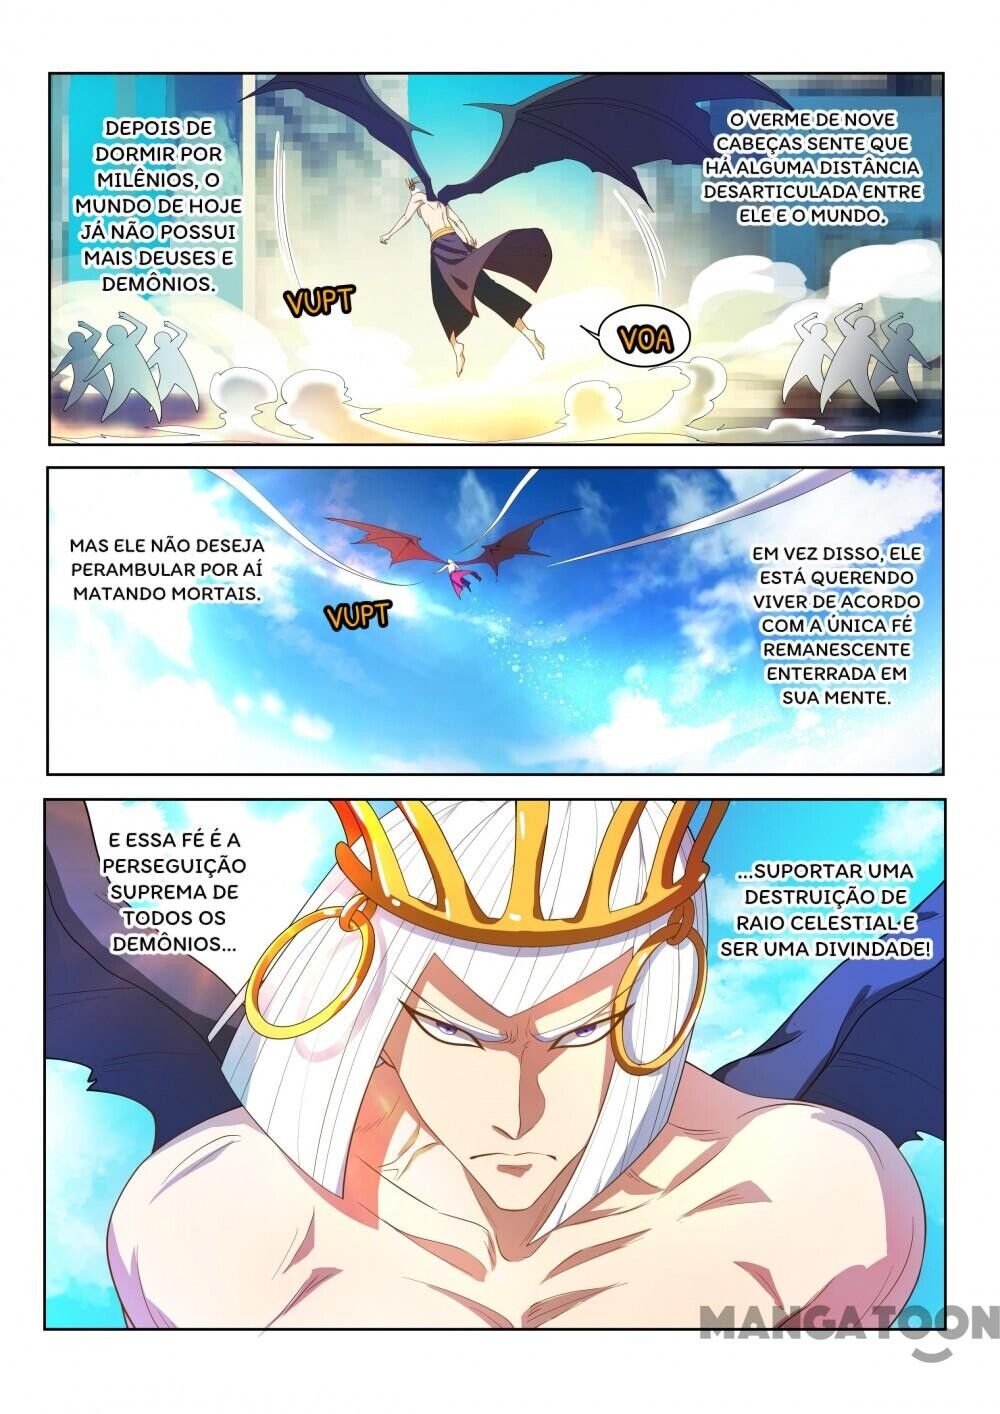 DEPOIS DE
DORMIR POR
MILÊNIOS, O
MUNDO DE HOJE
JÁ NÃO POSSUI
MAIS DEUSES E
DEMÔNIOS.
O VERME DE NOVE
CABEÇAS SENTE QUE
HÁ ALGUMA DISTÂNCIA
DESARTICULADA ENTRE
ELE E O MUNDO.
VUPT
VOA
MAS ELE NÃO DESEJA
PERAMBULAR POR AÍ
MATANDO MORTAIS.
VUPT
EM VEZ DISSO, ELE
ESTÁ QUERENDO
VIVER DE ACORDO
COM A ÚNICA FÉ
REMANESCENTE
ENTERRADA EM
SUA MENTE.
E ESSA FÉ É A
PERSEGUIÇÃO
SUPREMA DE
TODOS OS
DEMÔNIOS...
...SUPORTAR UMA
DESTRUIÇÃO DE
RAIO CELESTIAL E
SER UMA DIVINDADE!
MANGATOON